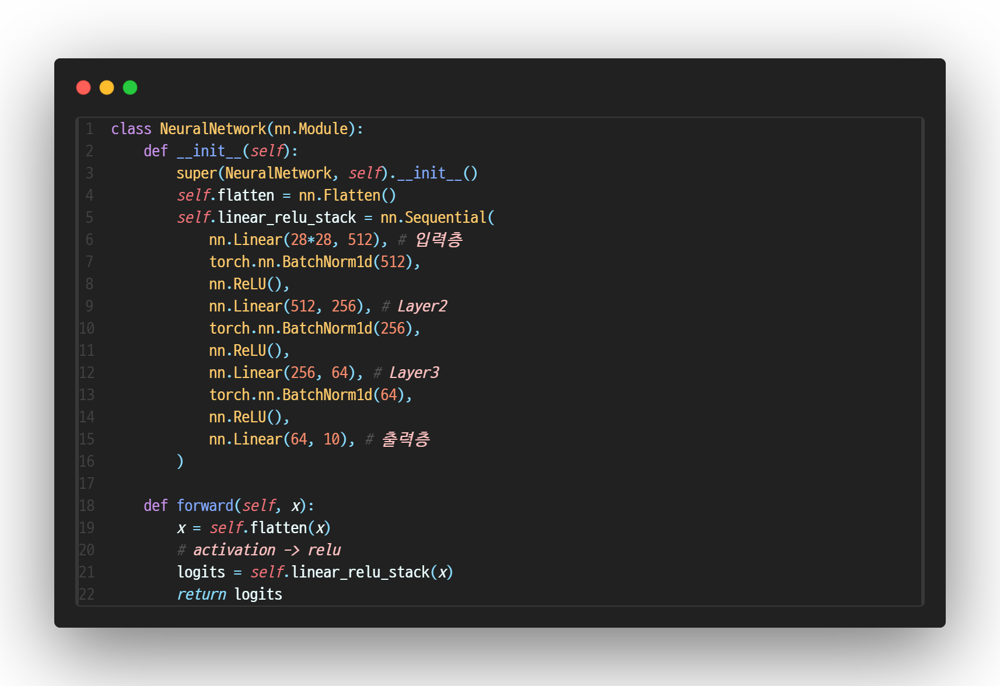 1 class NeuralNetwork(nn.Module):
2     def __init__(self):
3         super(NeuralNetwork, self).__init__()
4         self.flatten = nn.Flatten()
5         self.linear_relu_stack = nn.Sequential(
6             nn.Linear(28*28, 512), # 입력층
7             torch.nn.BatchNorm1d(512),
8             nn.ReLU(),
9             nn.Linear(512, 256), # Layer2
10             torch.nn.BatchNorm1d(256),
11             nn.ReLU(),
12             nn.Linear(256, 64), # Layer3
13             torch.nn.BatchNorm1d(64),
14             nn.ReLU(),
15             nn.Linear(64, 10), # 출력층
16         )
17
18     def forward(self, x):
19         x = self.flatten(x)
20         # activation -> relu
21         logits = self.linear_relu_stack(x)
22         return logits